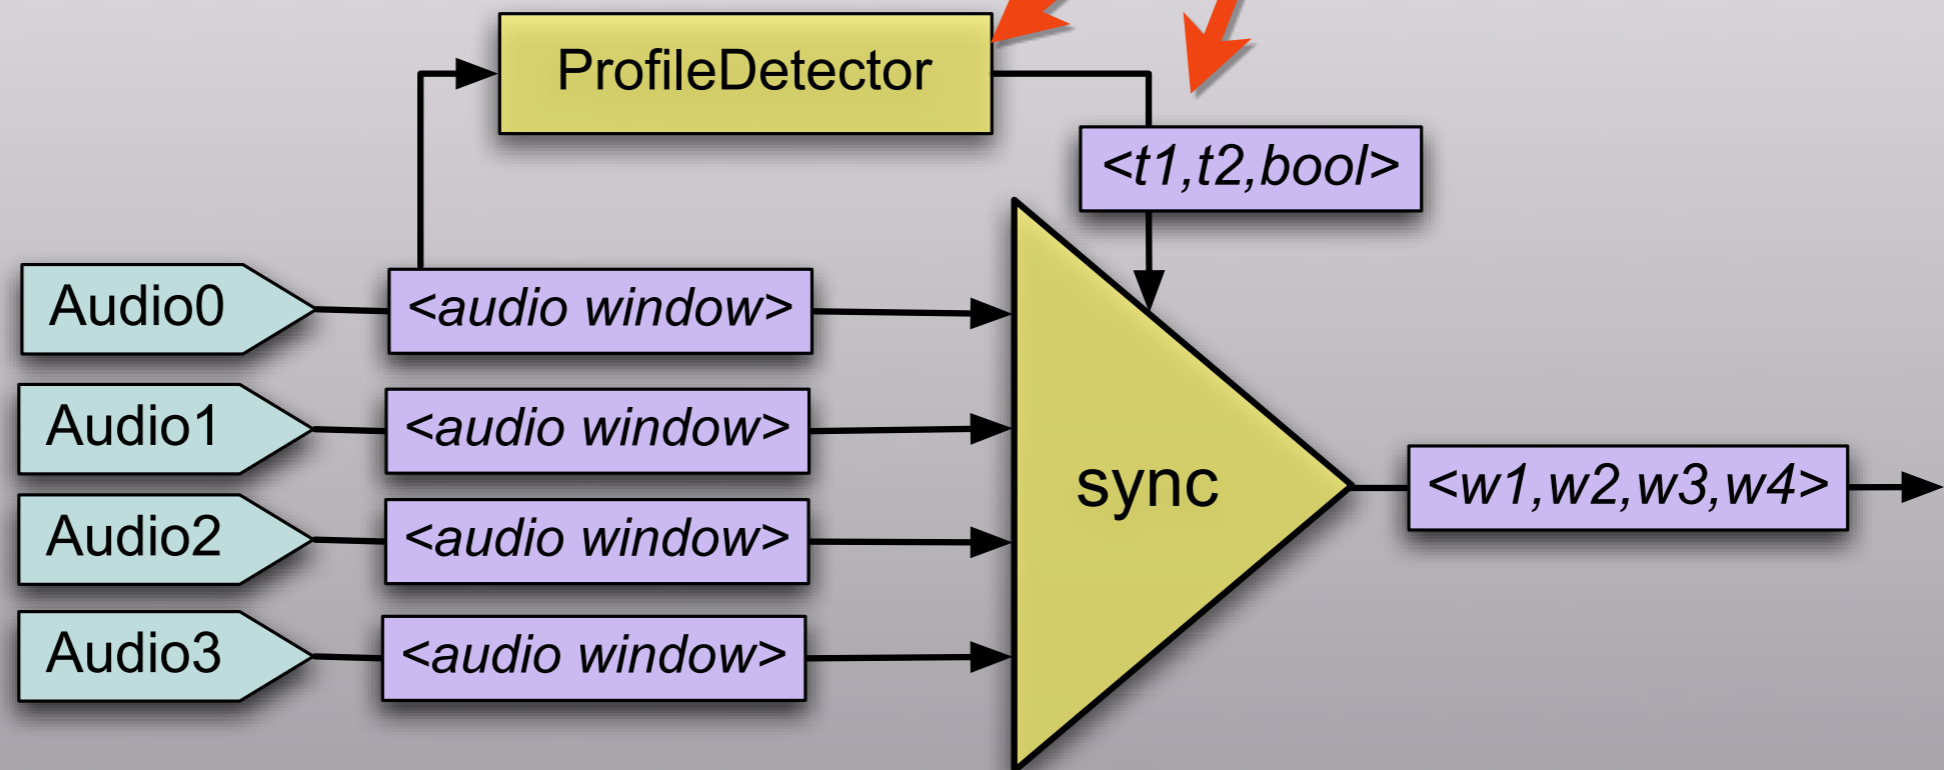 ProfileDetector
<t1,t2,bool>
Audio0 <audio window>
Audio1 <audio window>
sync
<w1,w2,w3,w4>
Audio2 <audio window>
Audio3 <audio window>